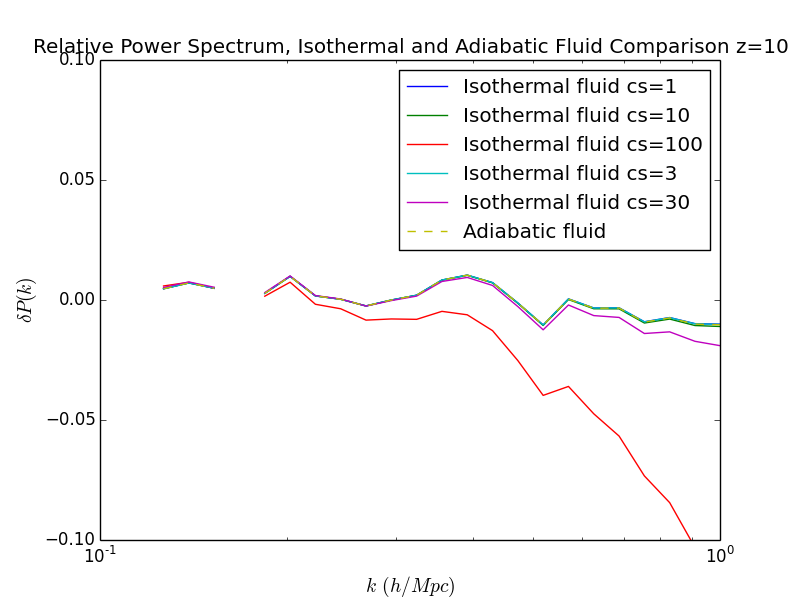 Relative Power Spectrum, Isothermal and Adiabatic Fluid Comparison z=10
0.10
0.05
0.00
−0.05
−0.10
δP(k)
Isothermal fluid cs=1
Isothermal fluid cs=10
Isothermal fluid cs=100
Isothermal fluid cs=3
Isothermal fluid cs=30
Adiabatic fluid
10⁻¹
10⁰
k (h/Mpc)